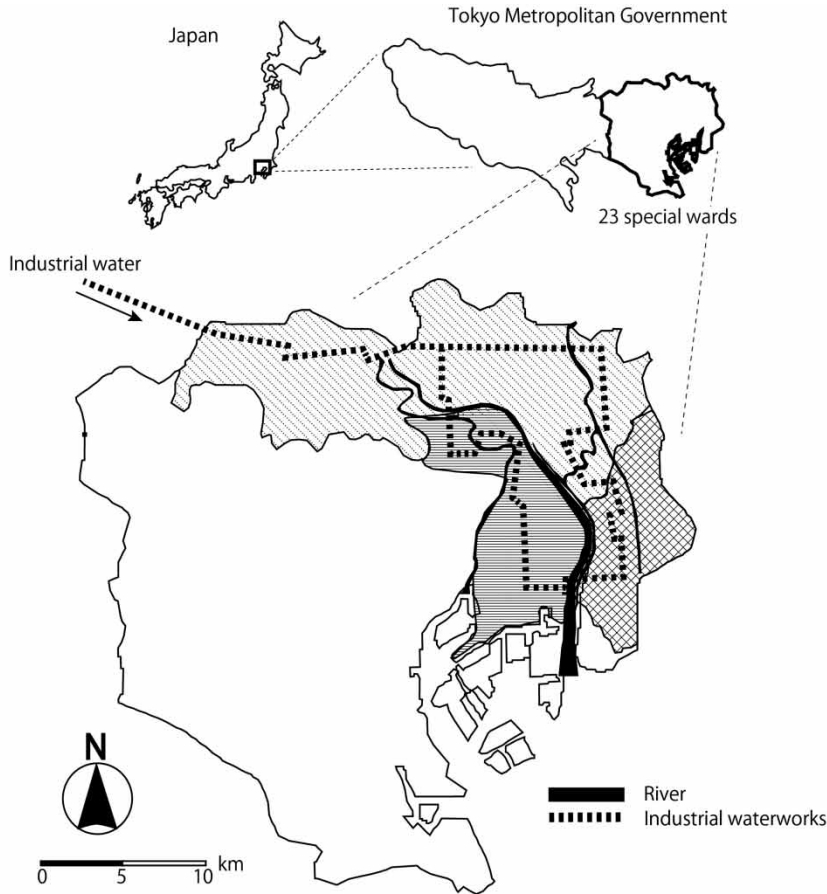 Tokyo Metropolitan Government
Japan
23 special wards
Industrial water
N
River
Industrial waterworks
0 5 10 km